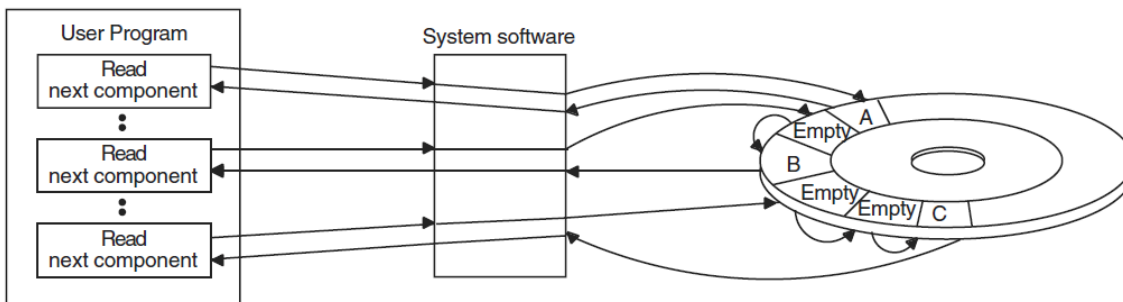 User Program
System software
Read
next component
Read
next component
Read
next component
A
Empty
B
Empty
Empty
C